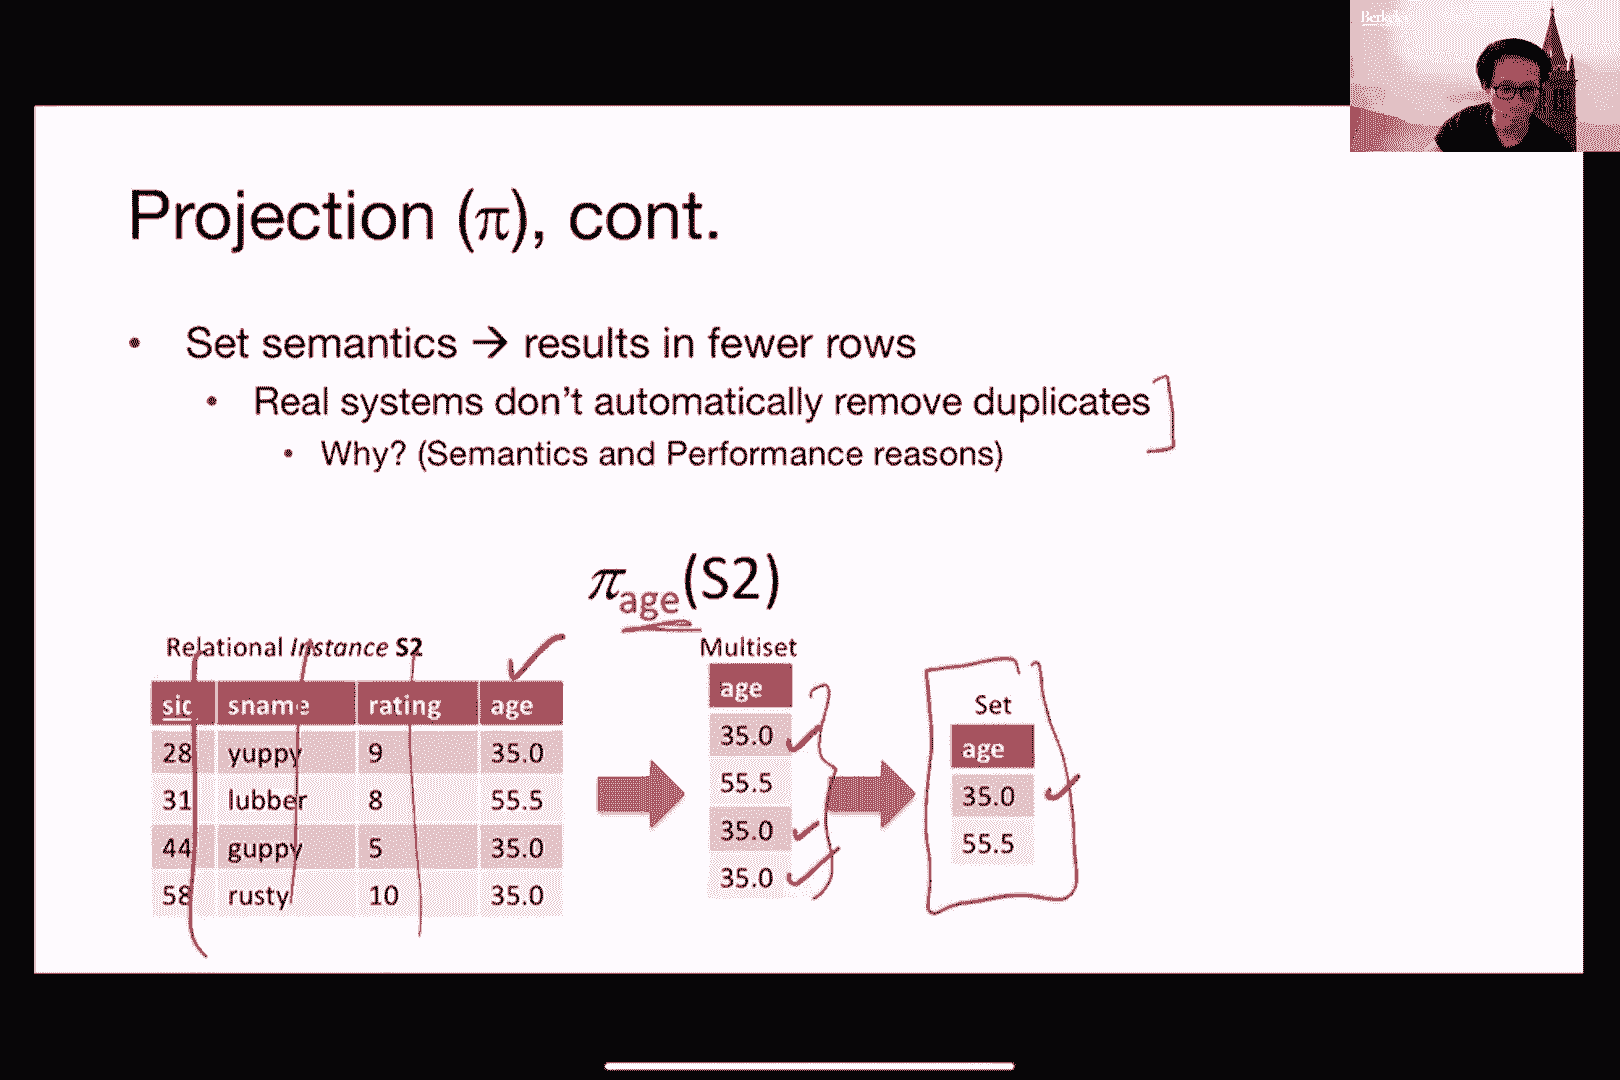 Berkeley
Projection (π), cont.
• Set semantics → results in fewer rows
• Real systems don't automatically remove duplicates
• Why? (Semantics and Performance reasons)
πage(S2)
Relational Instance S2
sid sname rating age
28 yuppy 9 35.0
31 lubber 8 55.5
44 guppy 5 35.0
58 rusty 10 35.0
Multiset
age
35.0
55.5
35.0
35.0
Set
age
35.0
55.5